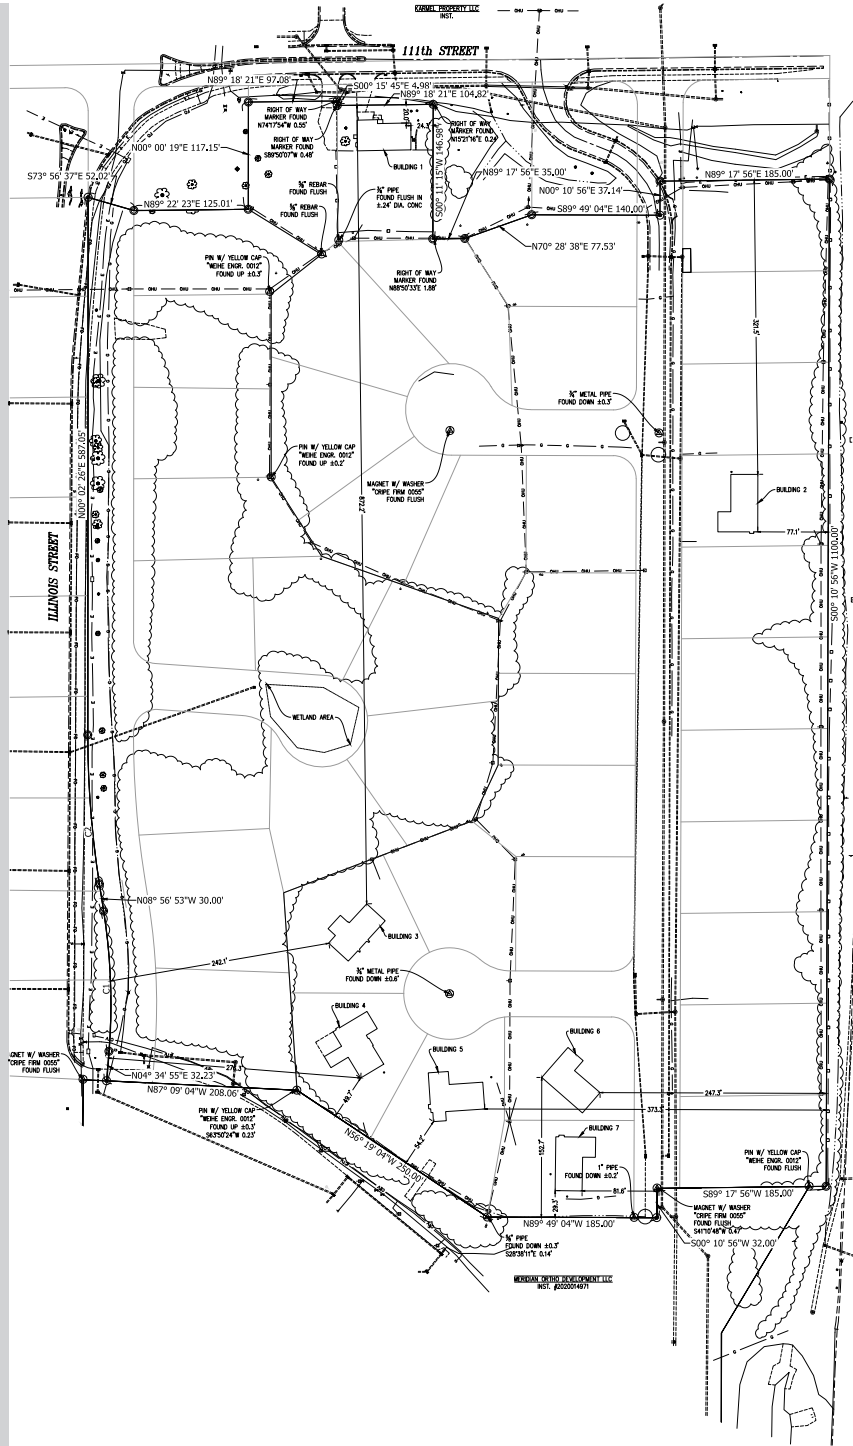 KARMEL PROPERTY LLC
INST.
111th STREET
N89° 18' 21"E 97.08'
S00° 15' 45"E 4.98'
N89° 18' 21"E 104.82'
RIGHT OF WAY
MARKER FOUND
N74°17'54"W 0.55'
RIGHT OF WAY
MARKER FOUND
S89°50'07"W 0.48'
RIGHT OF WAY
MARKER FOUND
N15°21'16"E 0.24'
N00° 00' 19"E 117.15'
BUILDING 1
S00° 11' 15"W 146.98'
N89° 17' 56"E 35.00'
N89° 17' 56"E 185.00'
S73° 56' 37"E 52.02'
N00° 10' 56"E 37.14'
⅝" REBAR
FOUND FLUSH
¾" PIPE
FOUND FLUSH IN
±.24' DIA. CONC
N89° 22' 23"E 125.01'
S89° 49' 04"E 140.00'
⅝" REBAR
FOUND FLUSH
N70° 28' 38"E 77.53'
PIN W/ YELLOW CAP
"WEIHE ENGR. 0012"
FOUND UP ±0.3'
RIGHT OF WAY
MARKER FOUND
N88°50'33"E 1.88'
321.5'
¾" METAL PIPE
FOUND DOWN ±0.3'
N00° 02' 26"E 587.05'
PIN W/ YELLOW CAP
"WEIHE ENGR. 0012"
FOUND UP ±0.2'
MAGNET W/ WASHER
"CRIPE FIRM 0055"
FOUND FLUSH
872.2'
BUILDING 2
77.1'
ILLINOIS STREET
S00° 10' 56"W 1100.00'
WETLAND AREA
C2
N08° 56' 53"W 30.00'
BUILDING 3
242.1'
¾" METAL PIPE
FOUND DOWN ±0.6'
C1
BUILDING 4
BUILDING 6
BUILDING 5
MAGNET W/ WASHER
"CRIPE FIRM 0055"
FOUND FLUSH
276.3'
N04° 34' 55"E 32.23'
N87° 09' 04"W 208.06'
49.7'
247.3'
373.3'
PIN W/ YELLOW CAP
"WEIHE ENGR. 0012"
FOUND UP ±0.3'
S63°50'24"W 0.23'
N56° 19' 04"W 250.00'
54.2'
152.7'
BUILDING 7
1" PIPE
FOUND DOWN ±0.2'
PIN W/ YELLOW CAP
"WEIHE ENGR. 0012"
FOUND FLUSH
81.6'
29.3'
S89° 17' 56"W 185.00'
MAGNET W/ WASHER
"CRIPE FIRM 0055"
FOUND FLUSH
S41°10'48"W 0.47'
N89° 49' 04"W 185.00'
S00° 10' 56"W 32.00'
¾" PIPE
FOUND DOWN ±0.3'
S28°38'11"E 0.14'
MERIDIAN ORTHO DEVELOPMENT LLC
INST. #2020014971